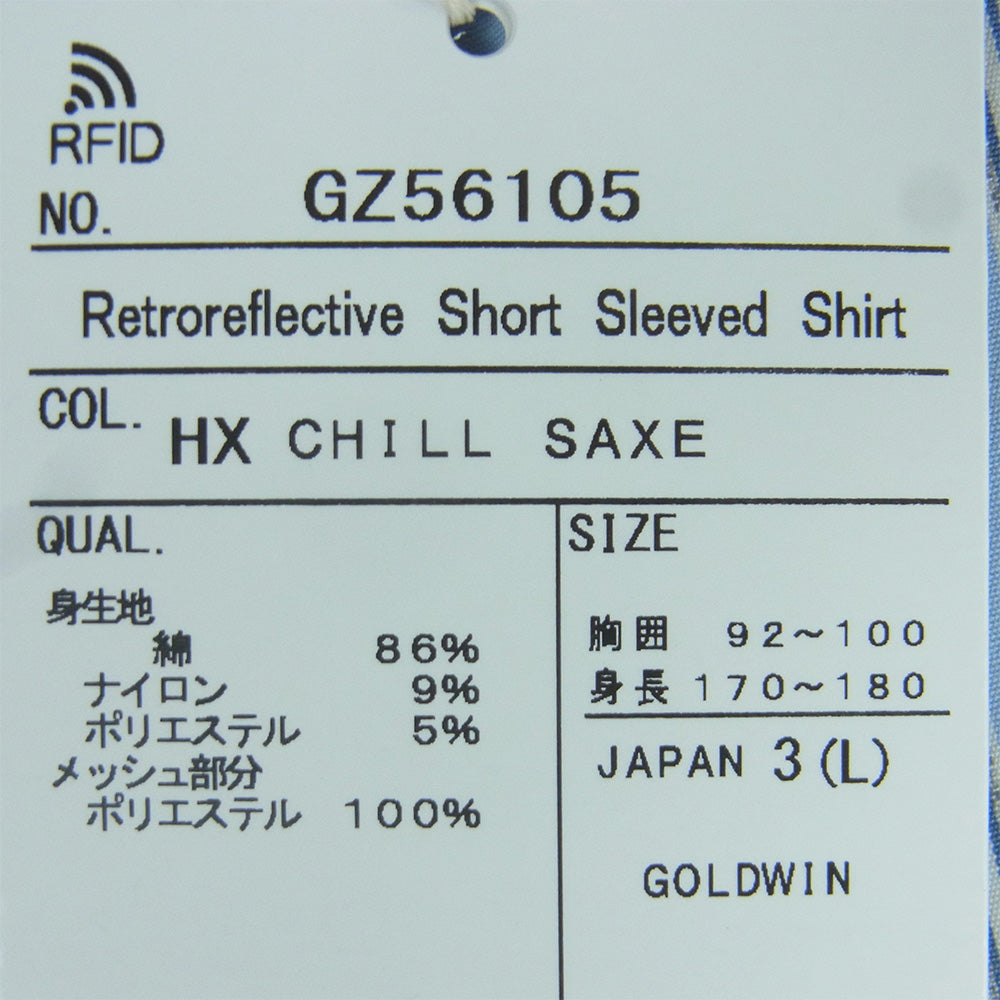 RFID
NO. GZ56105
Retroreflective Short Sleeved Shirt
COL. HX CHILL SAXE
QUAL.
身生地
綿 86%
ナイロン 9%
ポリエステル 5%
メッシュ部分
ポリエステル 100%
SIZE
胸囲 92~100
身長 170~180
JAPAN 3(L)
GOLDWIN